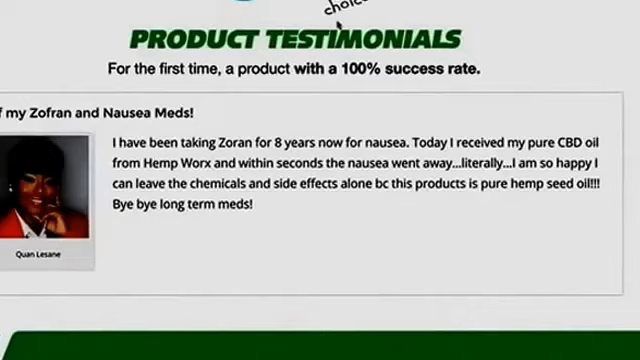 choice
PRODUCT TESTIMONIALS
For the first time, a product with a 100% success rate.
f my Zofran and Nausea Meds!
I have been taking Zoran for 8 years now for nausea. Today I received my pure CBD oil
from Hemp Worx and within seconds the nausea went away...literally...I am so happy I
can leave the chemicals and side effects alone bc this products is pure hemp seed oil!!!
Bye bye long term meds!
Quan Lesane